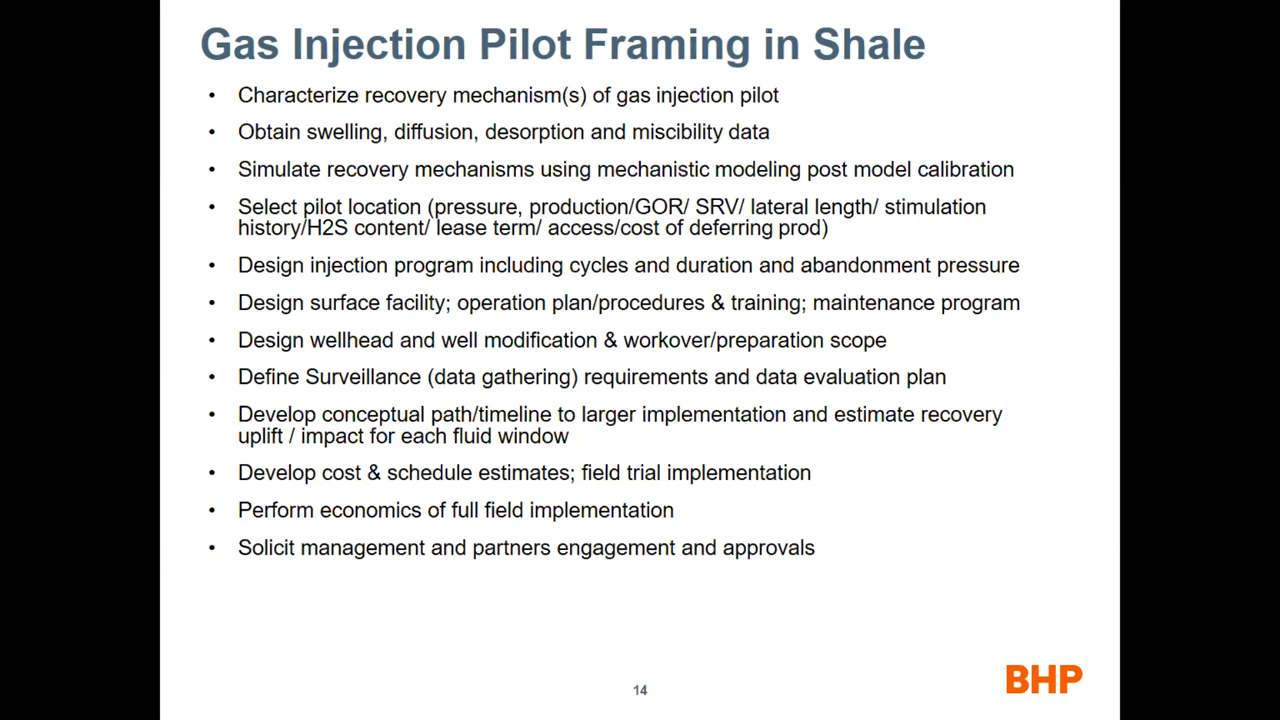 Gas Injection Pilot Framing in Shale
• Characterize recovery mechanism(s) of gas injection pilot
• Obtain swelling, diffusion, desorption and miscibility data
• Simulate recovery mechanisms using mechanistic modeling post model calibration
• Select pilot location (pressure, production/GOR/ SRV/ lateral length/ stimulation
history/H2S content/ lease term/ access/cost of deferring prod)
• Design injection program including cycles and duration and abandonment pressure
• Design surface facility; operation plan/procedures & training; maintenance program
• Design wellhead and well modification & workover/preparation scope
• Define Surveillance (data gathering) requirements and data evaluation plan
• Develop conceptual path/timeline to larger implementation and estimate recovery
uplift / impact for each fluid window
• Develop cost & schedule estimates; field trial implementation
• Perform economics of full field implementation
• Solicit management and partners engagement and approvals
14
BHP